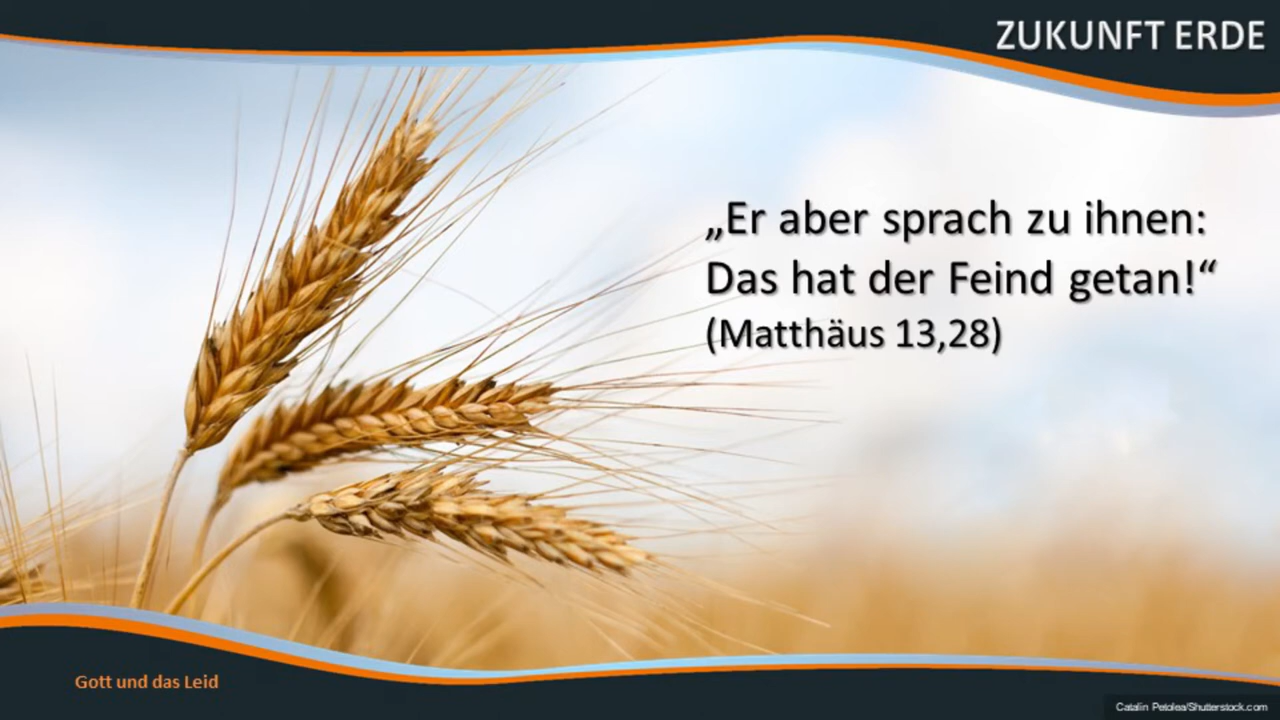 ZUKUNFT ERDE
„Er aber sprach zu ihnen:
Das hat der Feind getan!“
(Matthäus 13,28)
Gott und das Leid
Catalin Petolea/Shutterstock.com